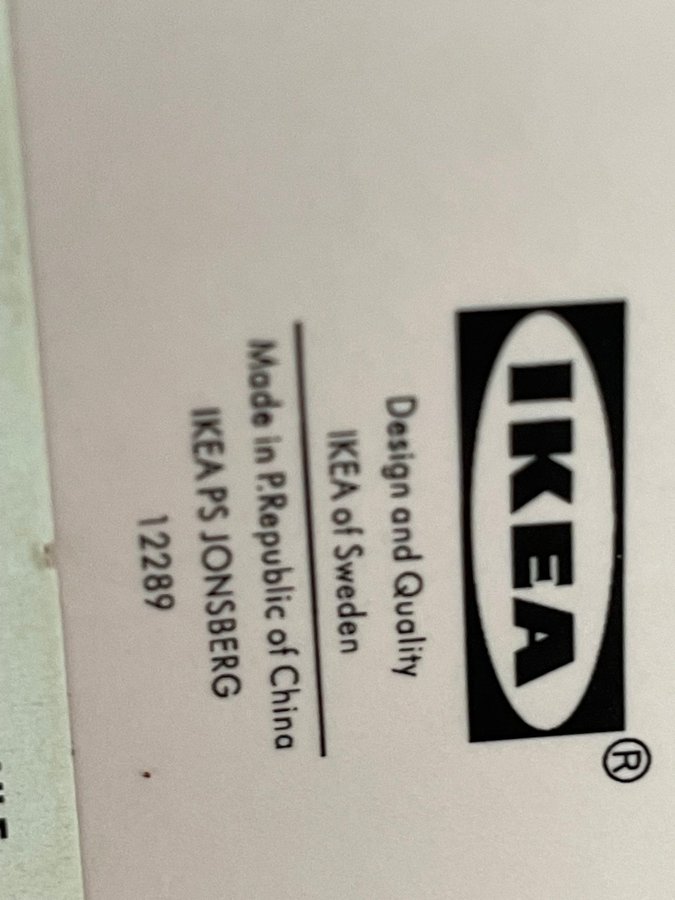 IKEA®
Design and Quality
IKEA of Sweden
Made in P.Republic of China
IKEA PS JONSBERG
12289